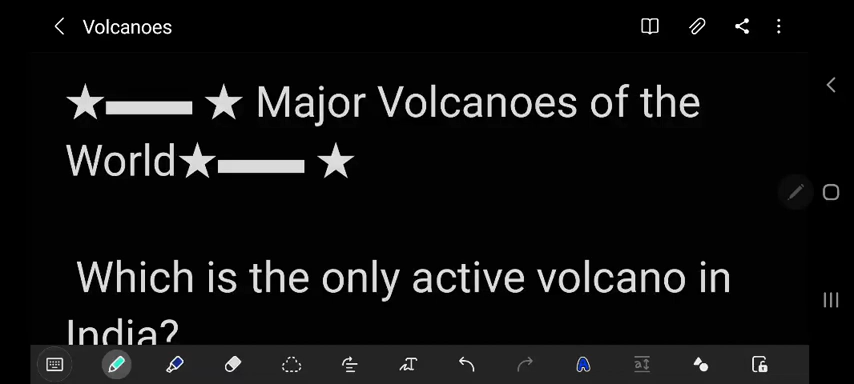 Volcanoes
★▬▬ ★ Major Volcanoes of the
World★▬▬ ★
Which is the only active volcano in
India?